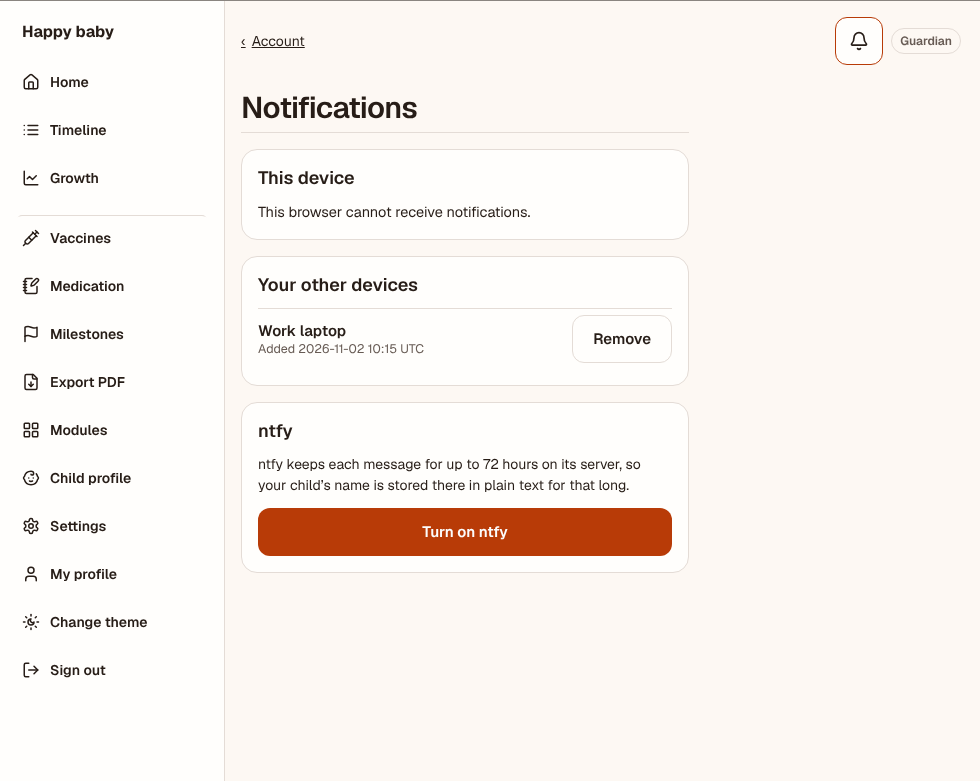 Happy baby
Home
Timeline
Growth
Vaccines
Medication
Milestones
Export PDF
Modules
Child profile
Settings
My profile
Change theme
Sign out
‹ Account
Guardian
Notifications
This device
This browser cannot receive notifications.
Your other devices
Work laptop
Added 2026-11-02 10:15 UTC
Remove
ntfy
ntfy keeps each message for up to 72 hours on its server, so
your child’s name is stored there in plain text for that long.
Turn on ntfy